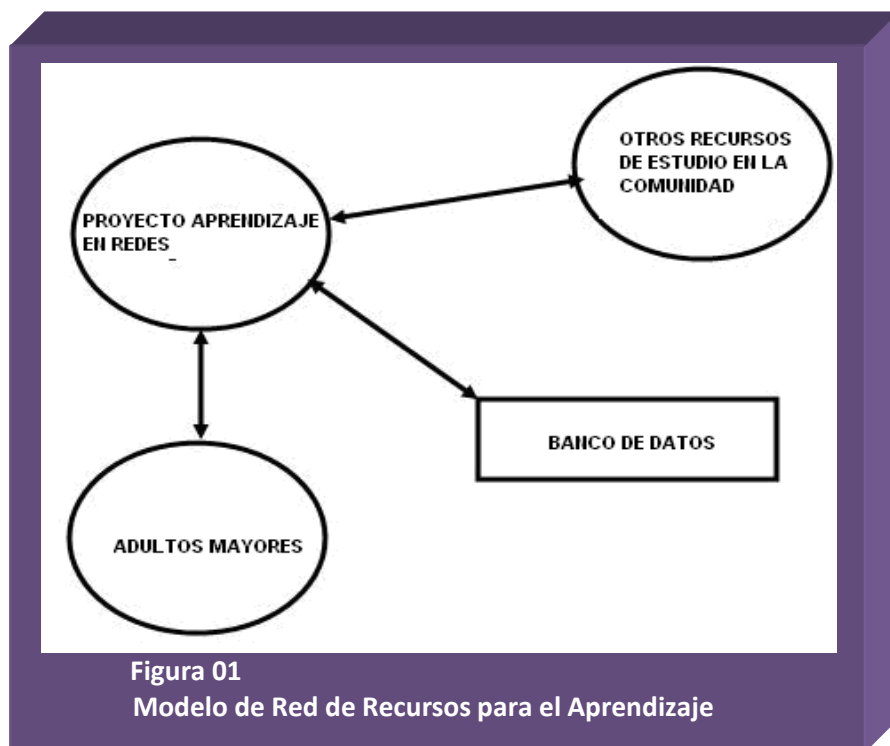 OTROS RECURSOS
DE ESTUDIO EN LA
COMUNIDAD
PROYECTO APRENDIZAJE
EN REDES
BANCO DE DATOS
ADULTOS MAYORES
Figura 01
Modelo de Red de Recursos para el Aprendizaje